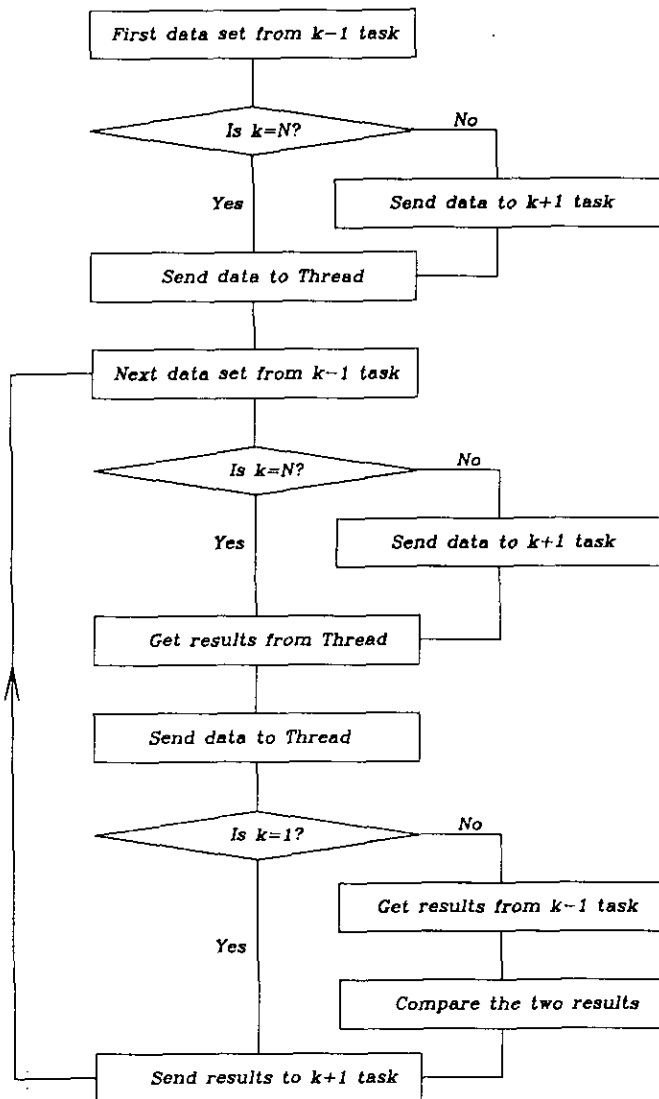 First data set from k-1 task
Is k=N?
No
Yes
Send data to k+1 task
Send data to Thread
Next data set from k-1 task
Is k=N?
No
Yes
Send data to k+1 task
Get results from Thread
Send data to Thread
Is k=1?
No
Get results from k-1 task
Yes
Compare the two results
Send results to k+1 task